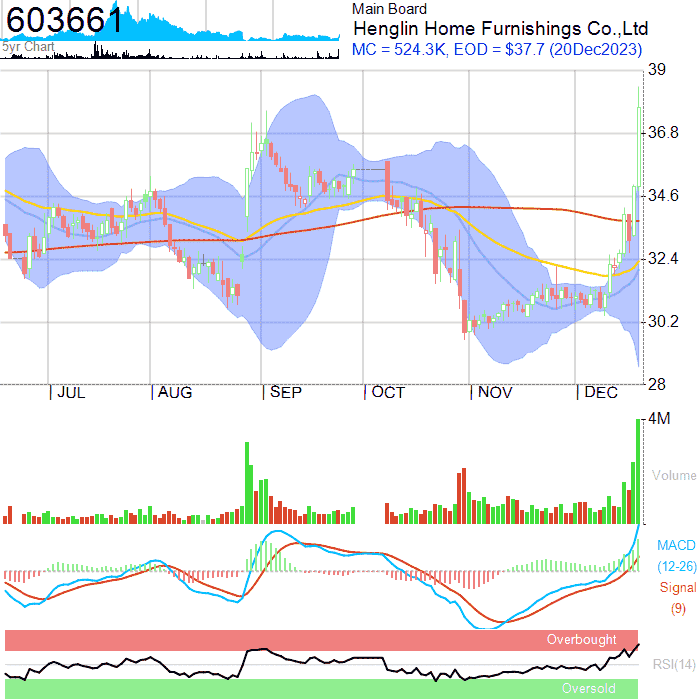 603661
5yr Chart
Main Board
Henglin Home Furnishings Co.,Ltd
MC = 524.3K, EOD = $37.7 (20Dec2023)
39
36.8
34.6
32.4
30.2
28
JUL AUG SEP OCT NOV DEC
4M
Volume
MACD
(12-26)
Signal
(9)
Overbought
RSI(14)
Oversold